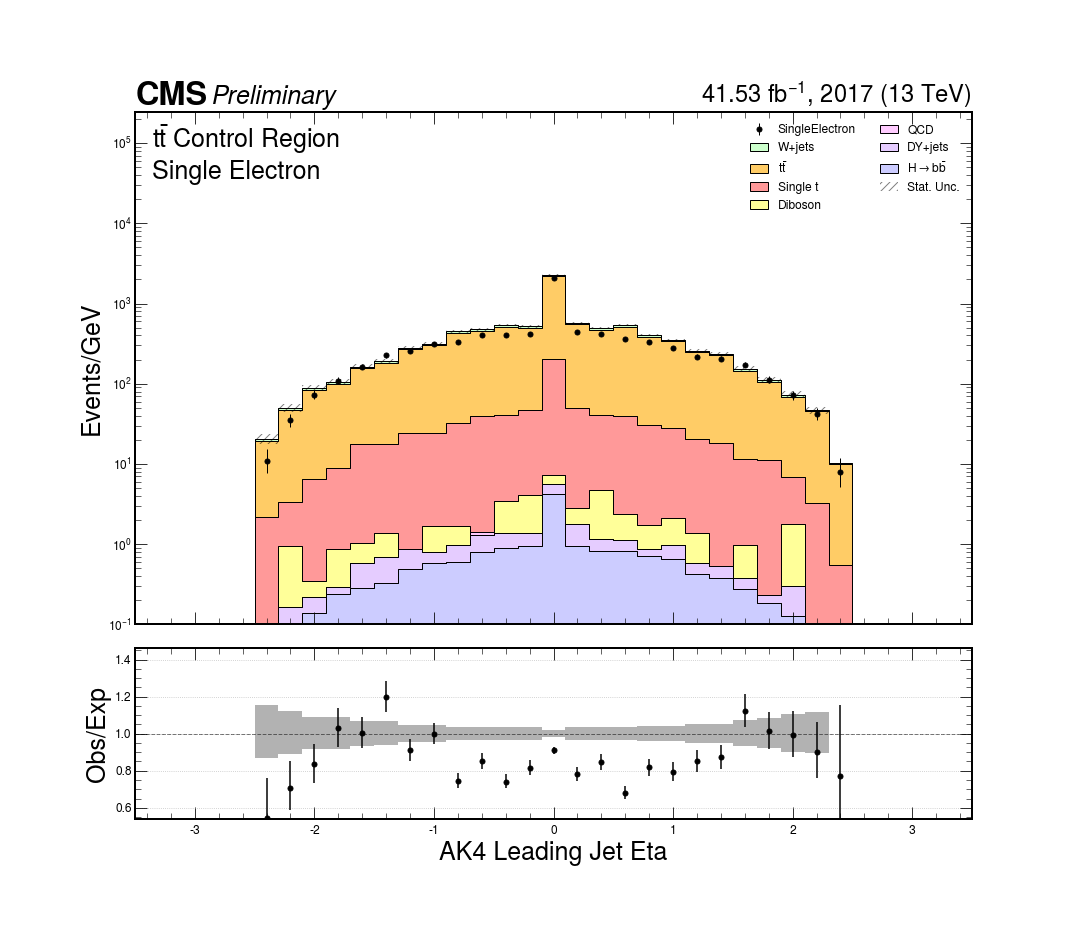 CMS Preliminary
41.53 fb⁻¹, 2017 (13 TeV)
tt̄ Control Region
Single Electron
SingleElectron
W+jets
tt̄
Single t
Diboson
QCD
DY+jets
H→bb̄
Stat. Unc.
Events/GeV
10⁵
10⁴
10³
10²
10¹
10⁰
10⁻¹
Obs/Exp
1.4
1.2
1.0
0.8
0.6
-3 -2 -1 0 1 2 3
AK4 Leading Jet Eta